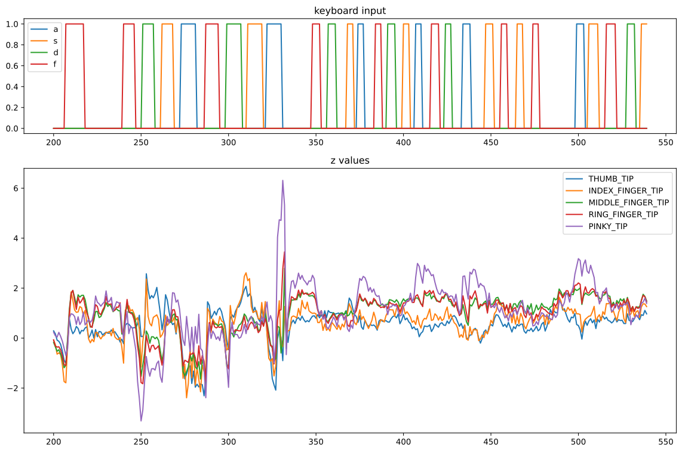 keyboard input
1.0
0.8
0.6
0.4
0.2
0.0
a
s
d
f
200 250 300 350 400 450 500 550
z values
6
4
2
0
−2
THUMB_TIP
INDEX_FINGER_TIP
MIDDLE_FINGER_TIP
RING_FINGER_TIP
PINKY_TIP
200 250 300 350 400 450 500 550